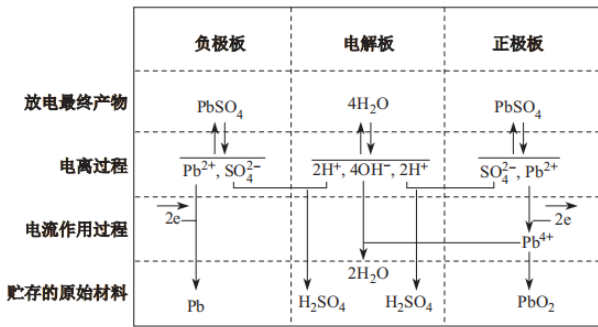 负极板 电解板 正极板
放电最终产物 PbSO₄ 4H₂O PbSO₄
电离过程 Pb²⁺, SO₄²⁻ 2H⁺, 4OH⁻, 2H⁺ SO₄²⁻, Pb²⁺
电流作用过程 2e 2e
Pb⁴⁺
2H₂O
贮存的原始材料 Pb H₂SO₄ H₂SO₄ PbO₂